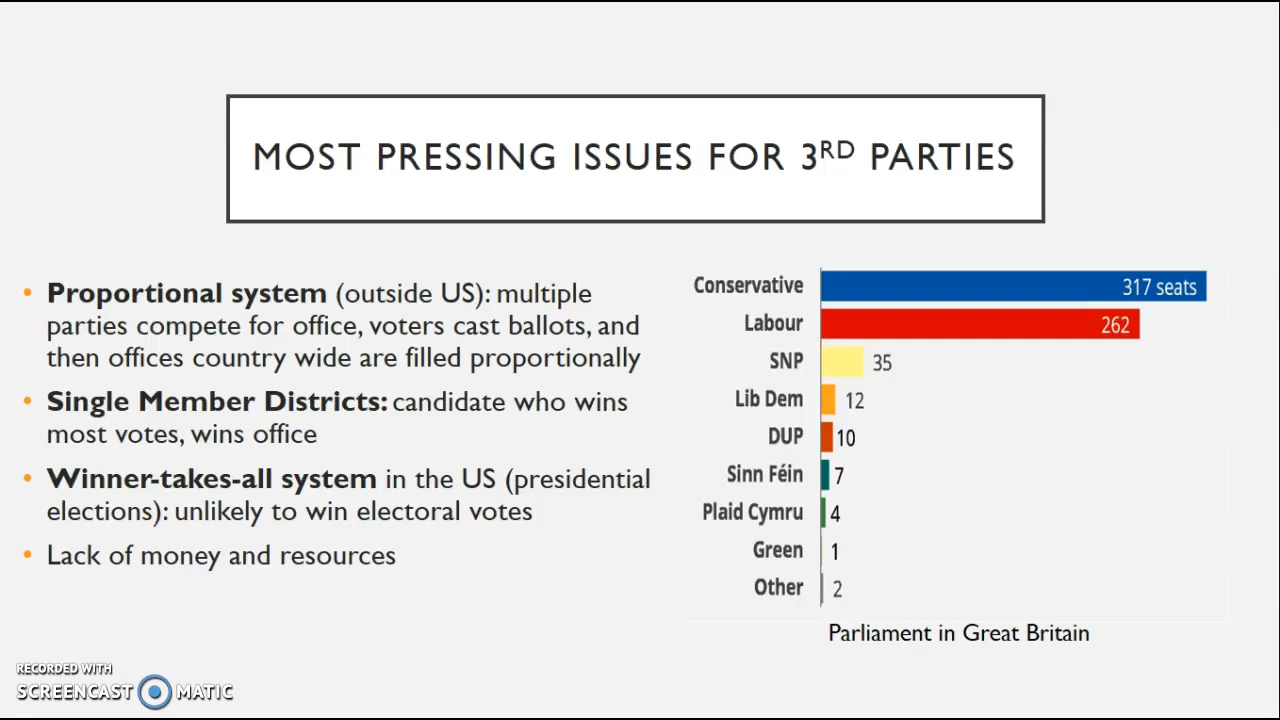 MOST PRESSING ISSUES FOR 3RD PARTIES
• Proportional system (outside US): multiple
parties compete for office, voters cast ballots, and
then offices country wide are filled proportionally
• Single Member Districts: candidate who wins
most votes, wins office
• Winner-takes-all system in the US (presidential
elections): unlikely to win electoral votes
• Lack of money and resources
Conservative 317 seats
Labour 262
SNP 35
Lib Dem 12
DUP 10
Sinn Féin 7
Plaid Cymru 4
Green 1
Other 2
Parliament in Great Britain
RECORDED WITH
SCREENCAST MATIC